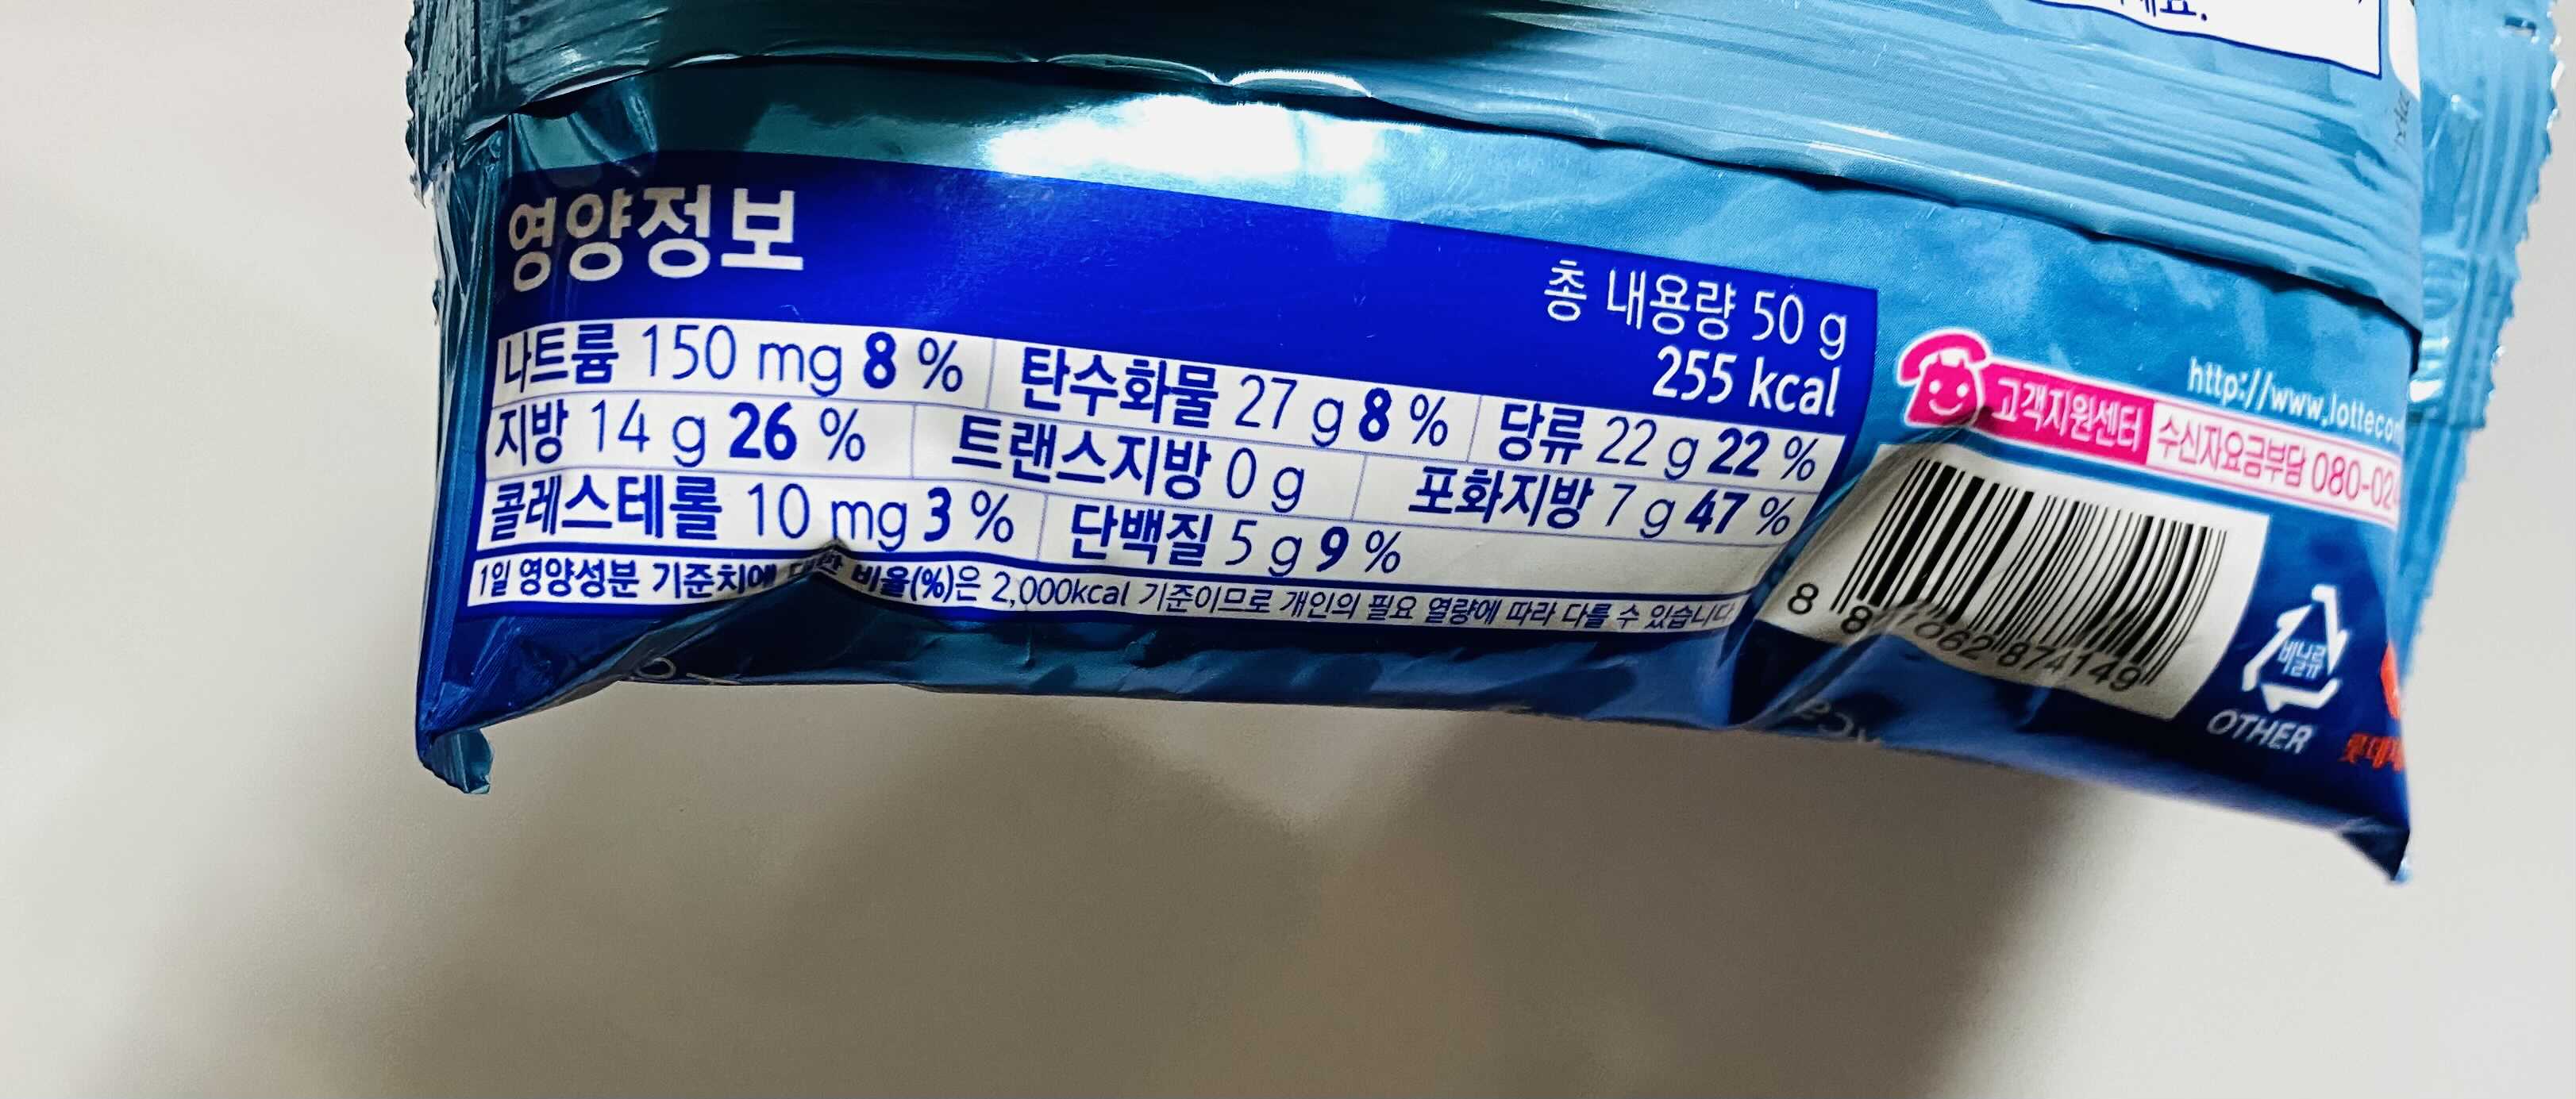 영양정보
총 내용량 50 g
255 kcal
나트륨 150 mg 8 % 탄수화물 27 g 8 % 당류 22 g 22 %
지방 14 g 26 % 트랜스지방 0 g 포화지방 7 g 47 %
콜레스테롤 10 mg 3 % 단백질 5 g 9 %
1일 영양성분 기준치에 대한 비율(%)은 2,000kcal 기준이므로 개인의 필요 열량에 따라 다를 수 있습니다
http://www.lottecon
고객지원센터 수신자요금부담 080-02
8 874149
비닐류
OTHER